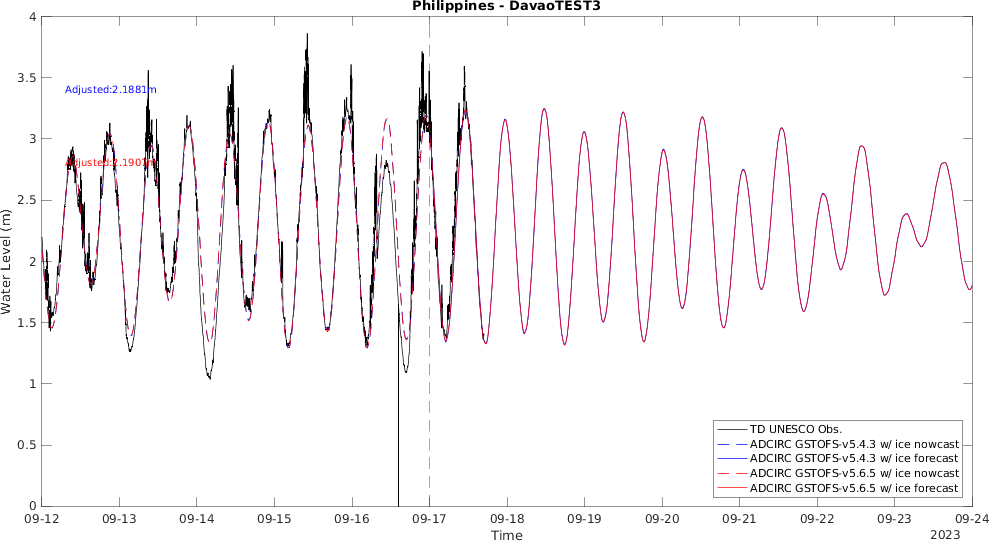 Philippines - DavaoTEST3
4
3.5
3
2.5
2
1.5
1
0.5
0
Water Level (m)
Adjusted:2.1881m
Adjusted:2.1907m
TD UNESCO Obs.
ADCIRC GSTOFS-v5.4.3 w/ ice nowcast
ADCIRC GSTOFS-v5.4.3 w/ ice forecast
ADCIRC GSTOFS-v5.6.5 w/ ice nowcast
ADCIRC GSTOFS-v5.6.5 w/ ice forecast
09-12 09-13 09-14 09-15 09-16 09-17 09-18 09-19 09-20 09-21 09-22 09-23 09-24
Time
2023